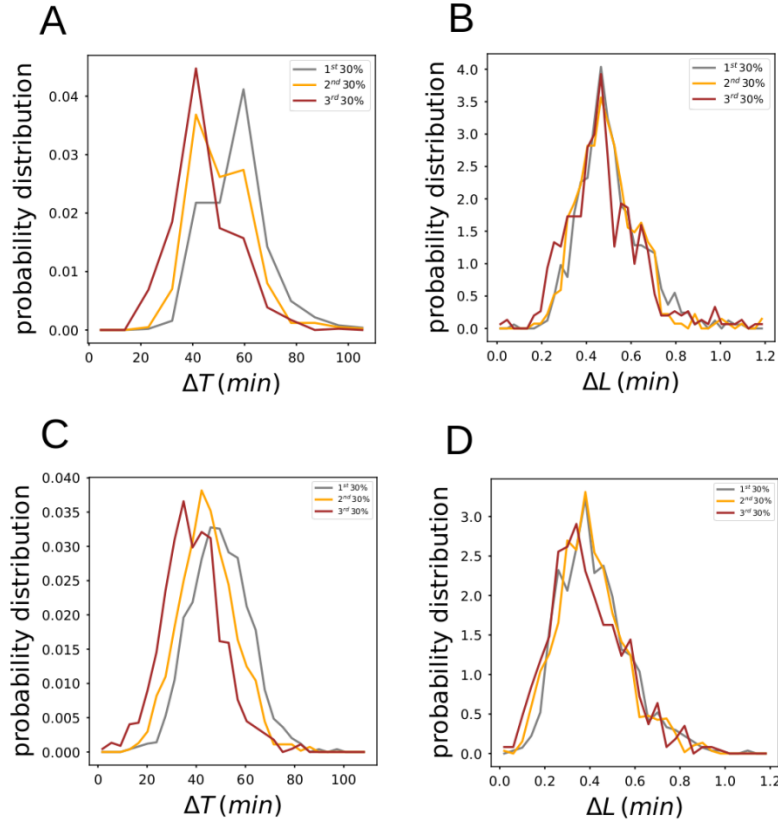 A
probability distribution
0.04
0.03
0.02
0.01
0.00
0
20
40
60
80
100
ΔT (min)
1st 30%
2nd 30%
3rd 30%
B
probability distribution
4.0
3.5
3.0
2.5
2.0
1.5
1.0
0.5
0.0
0.0
0.2
0.4
0.6
0.8
1.0
1.2
ΔL (min)
1st 30%
2nd 30%
3rd 30%
C
probability distribution
0.040
0.035
0.030
0.025
0.020
0.015
0.010
0.005
0.000
0
20
40
60
80
100
ΔT (min)
1st 30%
2nd 30%
3rd 30%
D
probability distribution
3.0
2.5
2.0
1.5
1.0
0.5
0.0
0.0
0.2
0.4
0.6
0.8
1.0
1.2
ΔL (min)
1st 30%
2nd 30%
3rd 30%